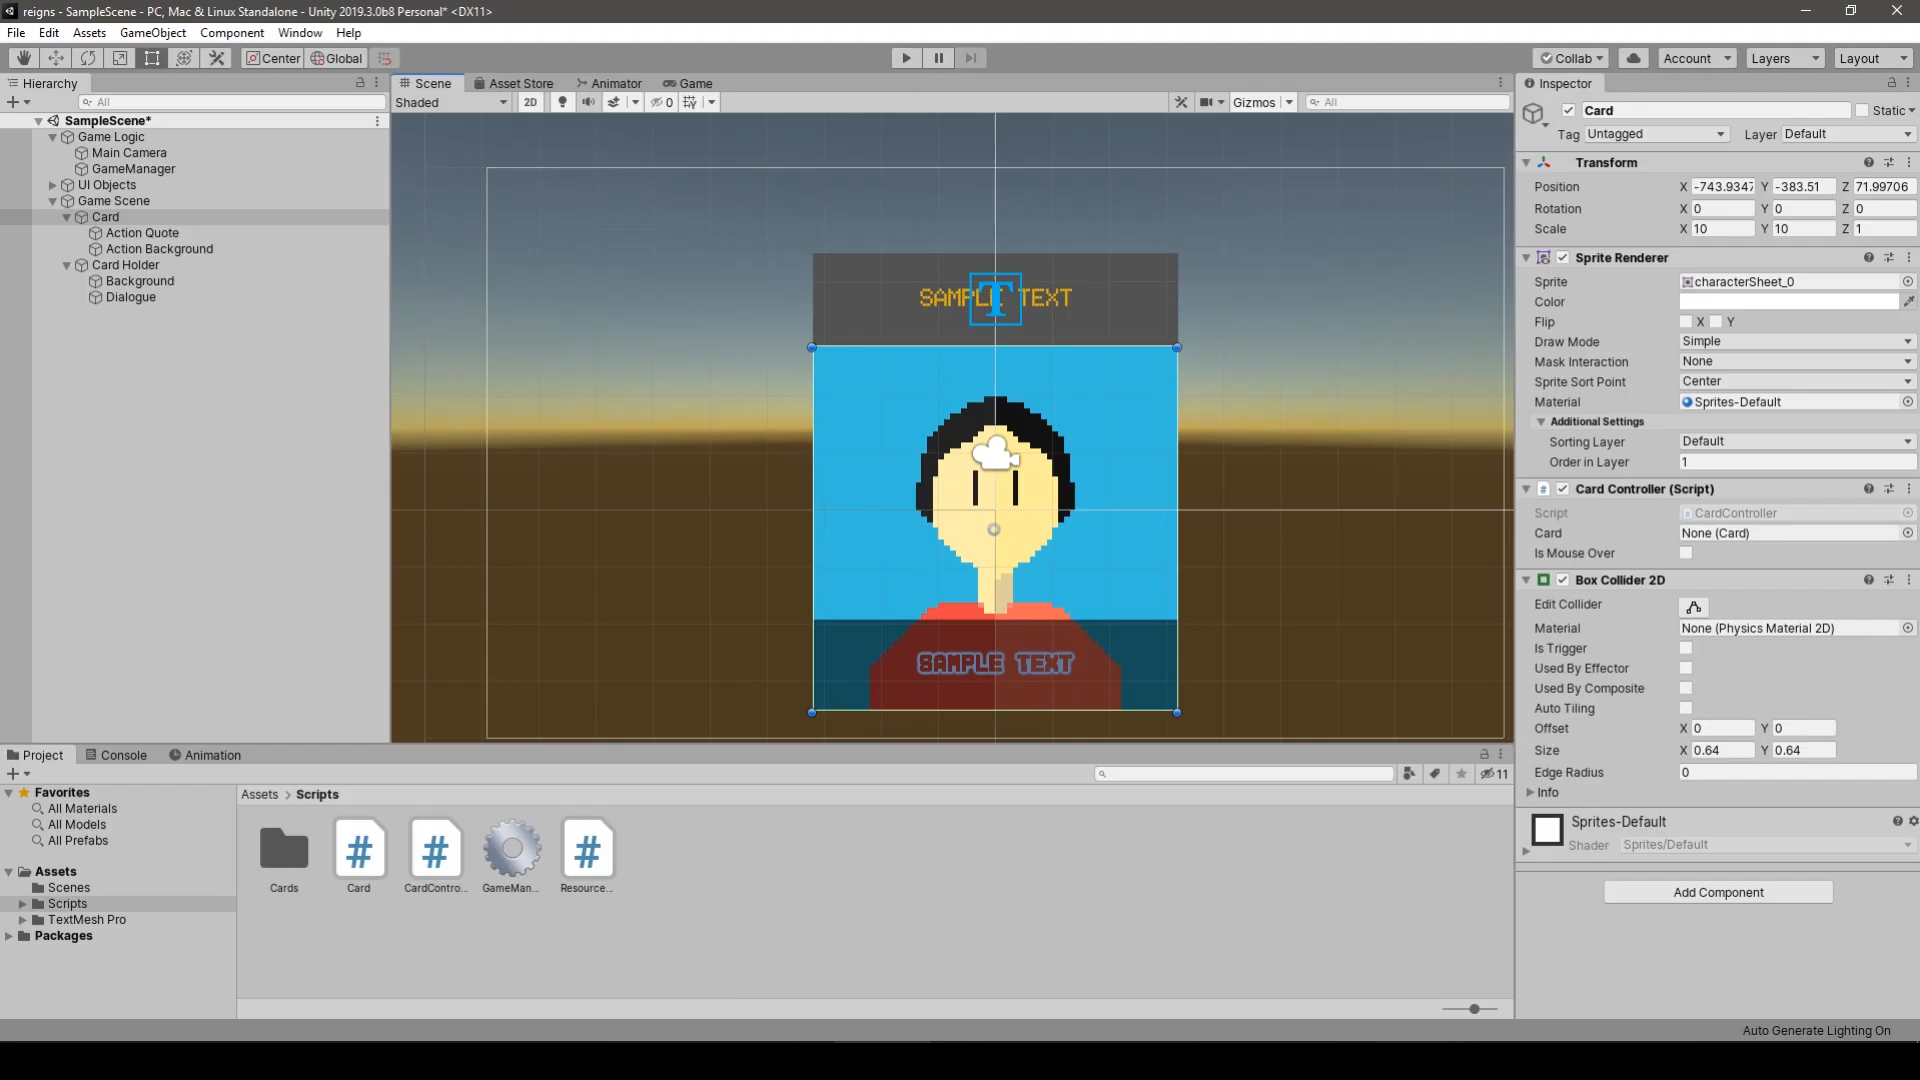 reigns - SampleScene - PC, Mac & Linux Standalone - Unity 2019.3.0b8 Personal* <DX11>
File Edit Assets GameObject Component Window Help
Center Global Collab Account Layers Layout
Hierarchy
All
SampleScene*
Game Logic
Main Camera
GameManager
UI Objects
Game Scene
Card
Action Quote
Action Background
Card Holder
Background
Dialogue
Scene Asset Store Animator Game
Shaded 2D 0 Gizmos All
SAMPLE TEXT
T
SAMPLE TEXT
Inspector
Card Static
Tag Untagged Layer Default
Transform
Position X -743.9347 Y -383.51 Z 71.99706
Rotation X 0 Y 0 Z 0
Scale X 10 Y 10 Z 1
Sprite Renderer
Sprite characterSheet_0
Color
Flip X Y
Draw Mode Simple
Mask Interaction None
Sprite Sort Point Center
Material Sprites-Default
Additional Settings
Sorting Layer Default
Order in Layer 1
# Card Controller (Script)
Script CardController
Card None (Card)
Is Mouse Over
Box Collider 2D
Edit Collider
Material None (Physics Material 2D)
Is Trigger
Used By Effector
Used By Composite
Auto Tiling
Offset X 0 Y 0
Size X 0.64 Y 0.64
Edge Radius 0
Info
Sprites-Default
Shader Sprites/Default
Add Component
Project Console Animation
11
Favorites
All Materials
All Models
All Prefabs
Assets
Scenes
Scripts
TextMesh Pro
Packages
Assets > Scripts
# # #
Cards Card CardContro... GameMan... Resource...
Auto Generate Lighting On